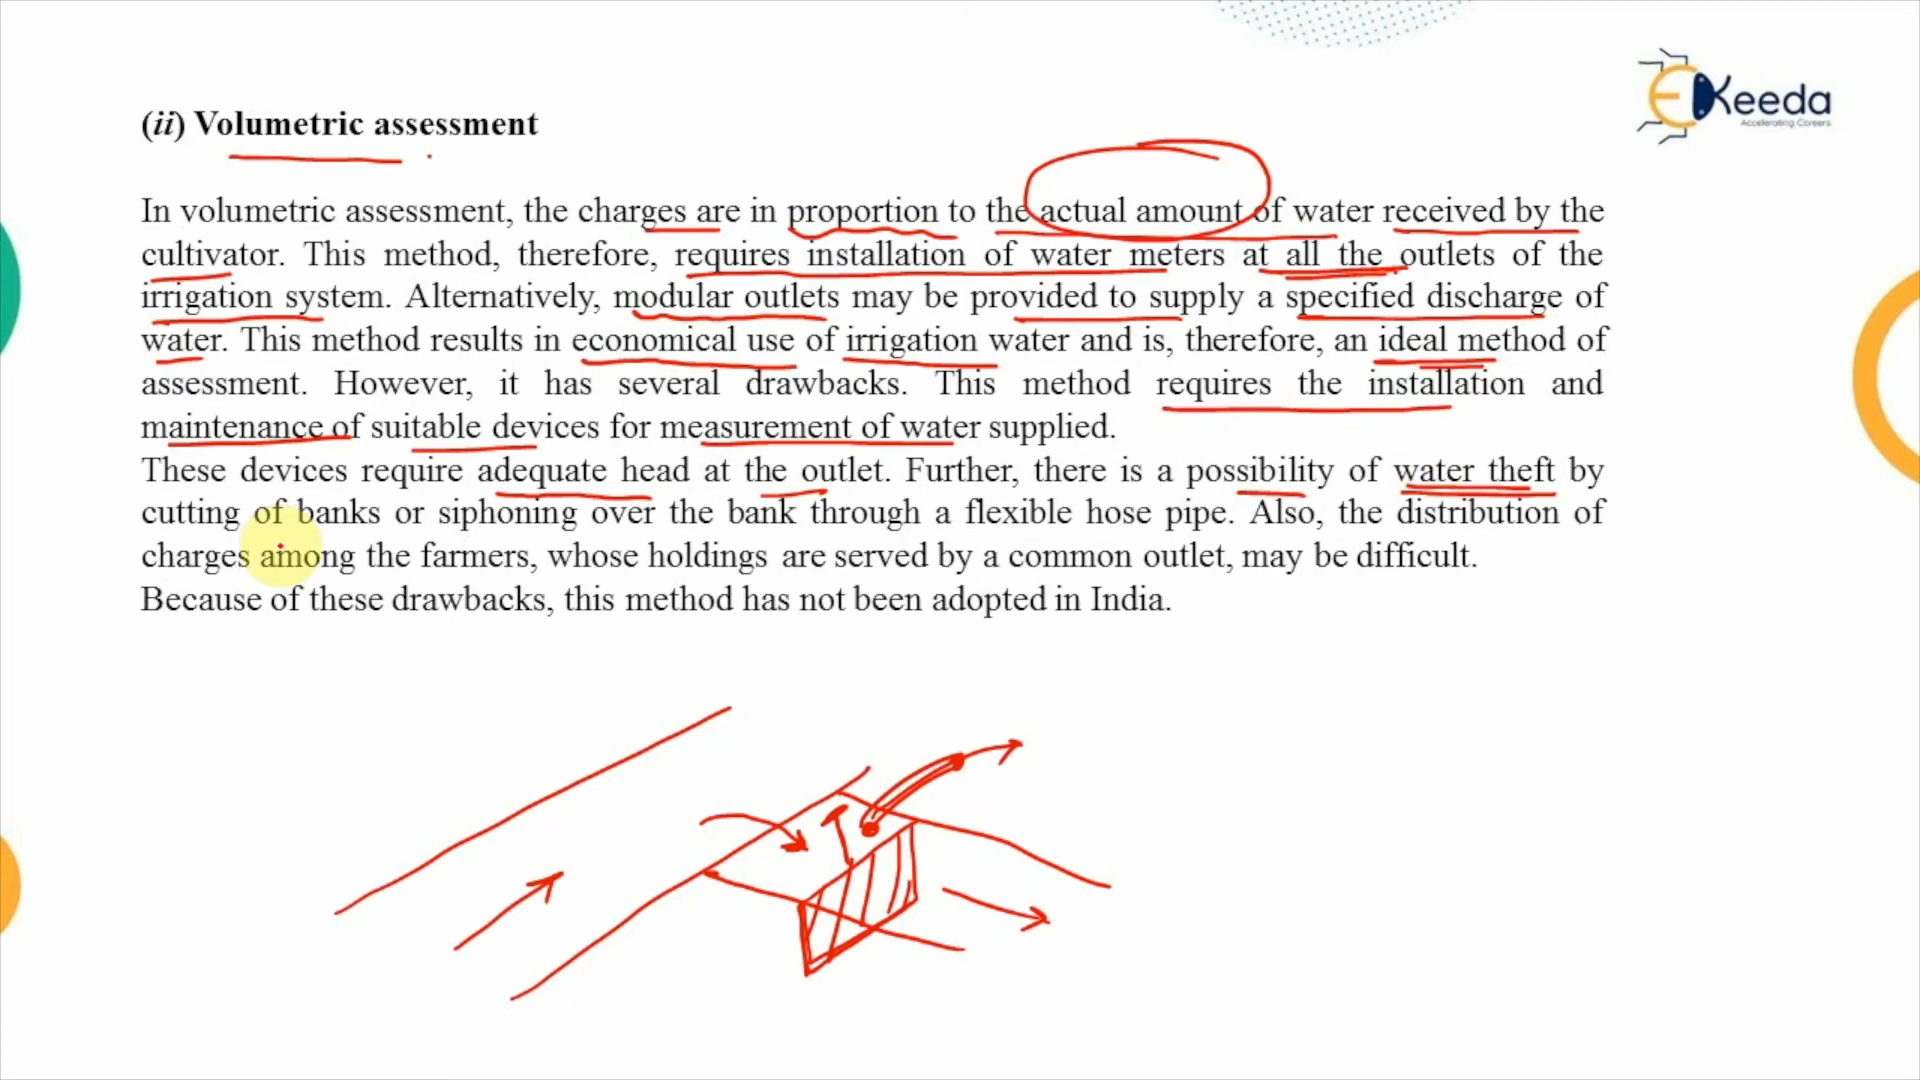 (ii) Volumetric assessment
Keeda
Accelerating Careers
In volumetric assessment, the charges are in proportion to the actual amount of water received by the
cultivator. This method, therefore, requires installation of water meters at all the outlets of the
irrigation system. Alternatively, modular outlets may be provided to supply a specified discharge of
water. This method results in economical use of irrigation water and is, therefore, an ideal method of
assessment. However, it has several drawbacks. This method requires the installation and
maintenance of suitable devices for measurement of water supplied.
These devices require adequate head at the outlet. Further, there is a possibility of water theft by
cutting of banks or siphoning over the bank through a flexible hose pipe. Also, the distribution of
charges among the farmers, whose holdings are served by a common outlet, may be difficult.
Because of these drawbacks, this method has not been adopted in India.